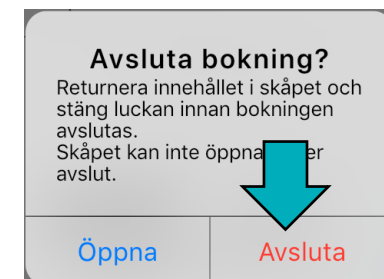 Avsluta bokning?
Returnera innehållet i skåpet och
stäng luckan innan bokningen
avslutas.
Skåpet kan inte
avslut.
Öppna
Avsluta